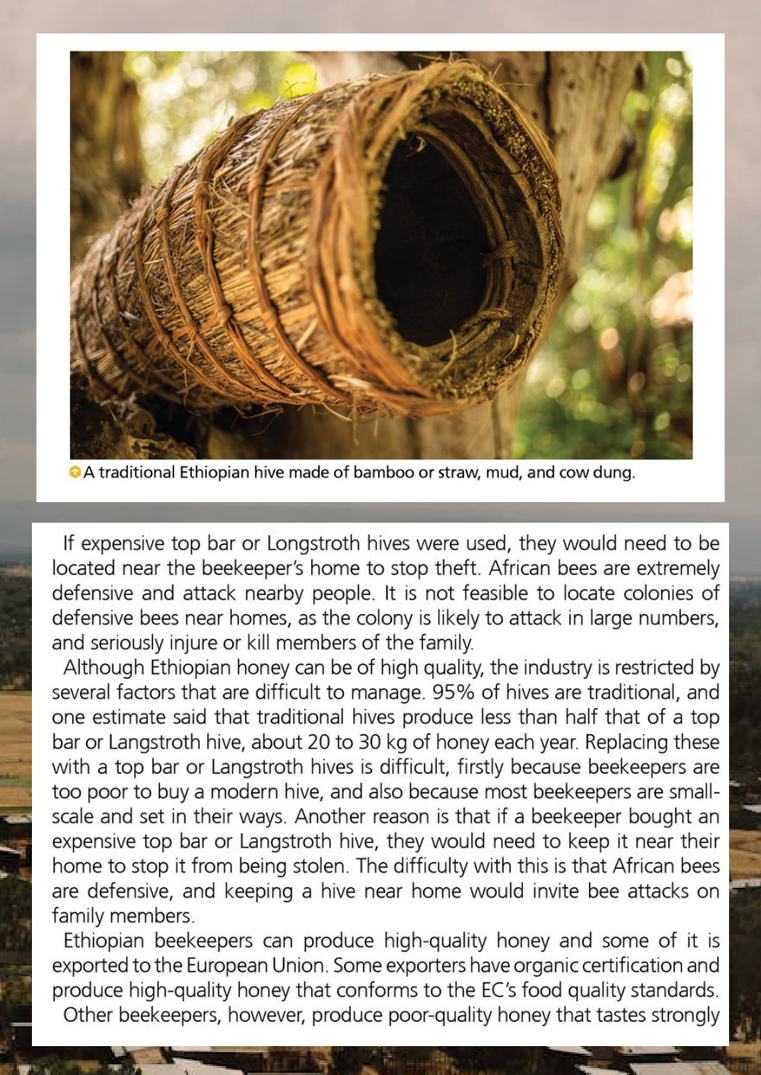 A traditional Ethiopian hive made of bamboo or straw, mud, and cow dung.
If expensive top bar or Longstroth hives were used, they would need to be
located near the beekeeper's home to stop theft. African bees are extremely
defensive and attack nearby people. It is not feasible to locate colonies of
defensive bees near homes, as the colony is likely to attack in large numbers,
and seriously injure or kill members of the family.
Although Ethiopian honey can be of high quality, the industry is restricted by
several factors that are difficult to manage. 95% of hives are traditional, and
one estimate said that traditional hives produce less than half that of a top
bar or Langstroth hive, about 20 to 30 kg of honey each year. Replacing these
with a top bar or Langstroth hives is difficult, firstly because beekeepers are
too poor to buy a modern hive, and also because most beekeepers are small-
scale and set in their ways. Another reason is that if a beekeeper bought an
expensive top bar or Langstroth hive, they would need to keep it near their
home to stop it from being stolen. The difficulty with this is that African bees
are defensive, and keeping a hive near home would invite bee attacks on
family members.
Ethiopian beekeepers can produce high-quality honey and some of it is
exported to the European Union. Some exporters have organic certification and
produce high-quality honey that conforms to the EC's food quality standards.
Other beekeepers, however, produce poor-quality honey that tastes strongly